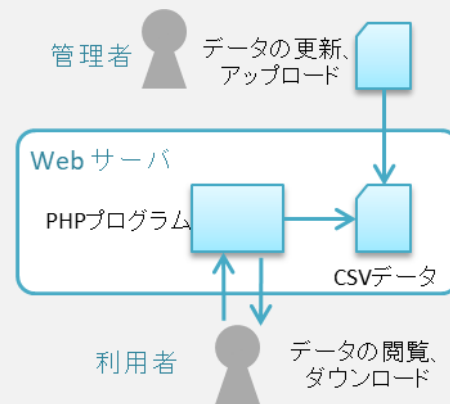 管理者
データの更新、
アップロード
Web サーバ
PHPプログラム
CSVデータ
利用者
データの閲覧、
ダウンロード